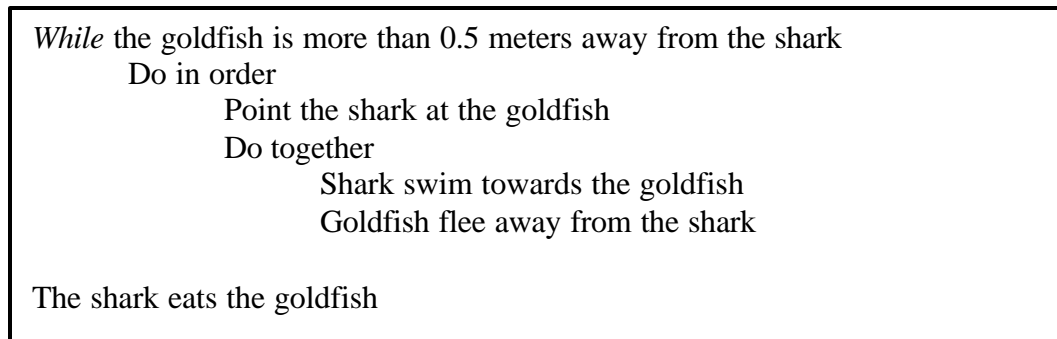 While the goldfish is more than 0.5 meters away from the shark
Do in order
Point the shark at the goldfish
Do together
Shark swim towards the goldfish
Goldfish flee away from the shark
The shark eats the goldfish